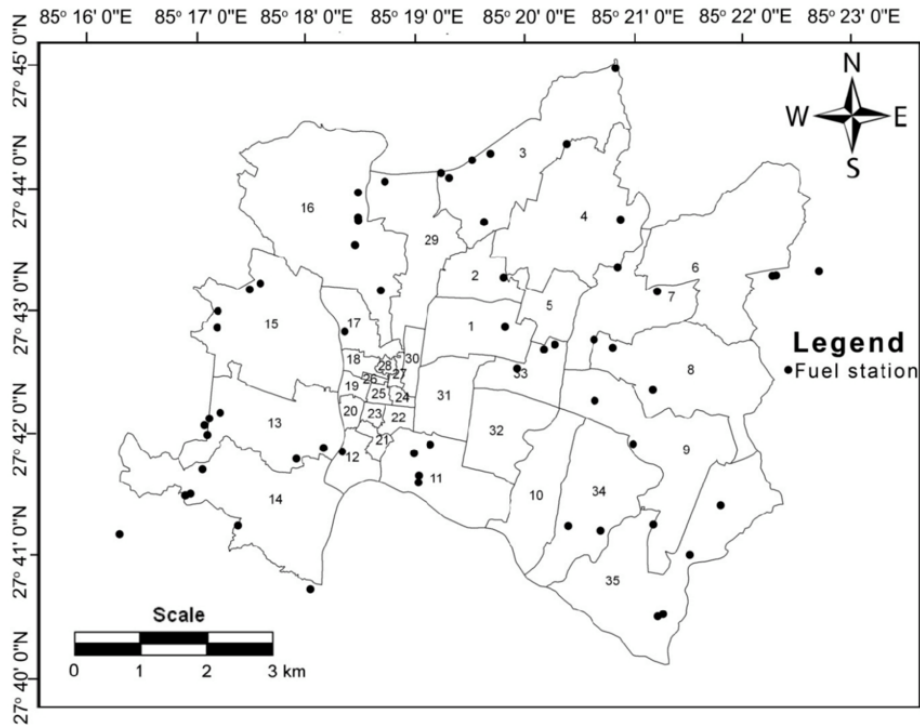 85° 16' 0"E 85° 17' 0"E 85° 18' 0"E 85° 19' 0"E 85° 20' 0"E 85° 21' 0"E 85° 22' 0"E 85° 23' 0"E
27° 45' 0"N
27° 44' 0"N
27° 43' 0"N
27° 42' 0"N
27° 41' 0"N
27° 40' 0"N
N
W E
S
3
16
4
29
6
2
7
5
15
17
1
30
18
28
8
33
27
26
19
31
25
24
20
23
22
13
32
21
9
12
11
14
10
34
35
Legend
Fuel station
Scale
0 1 2 3 km